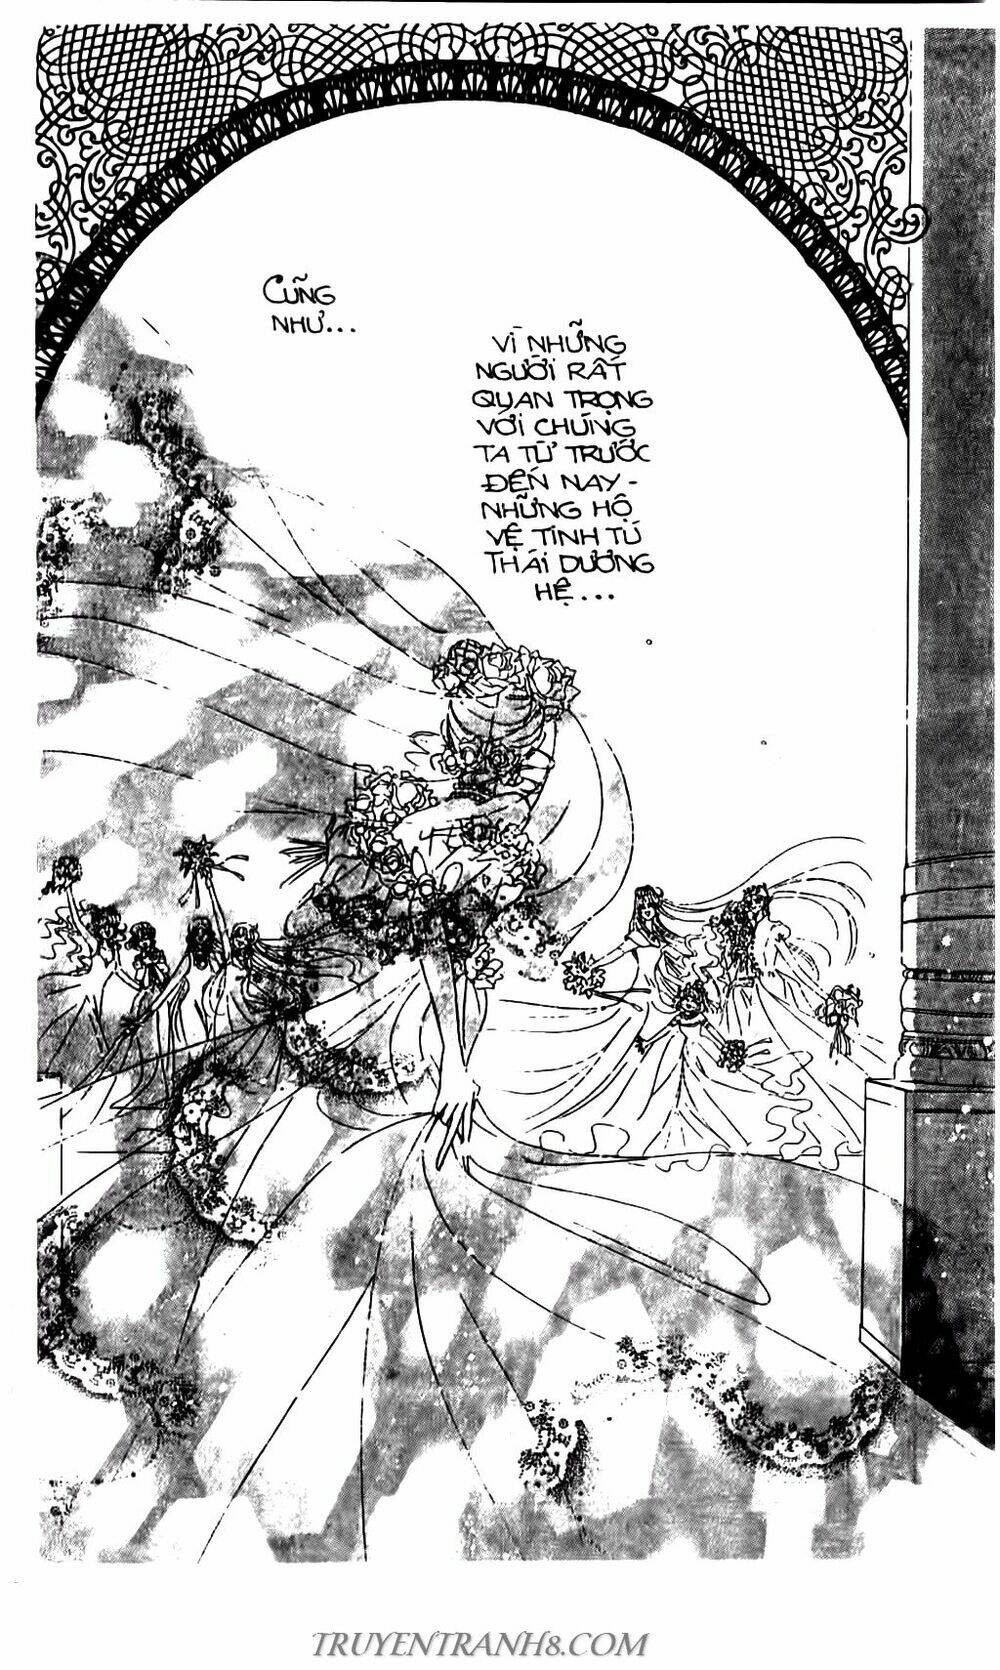 CŨNG
NHƯ...
VÌ NHỮNG
NGƯỜI RẤT
QUAN TRỌNG
VỚI CHÚNG
TA TỪ TRƯỚC
ĐẾN NAY -
NHỮNG HỘ
VỆ TINH TÚ
THÁI DƯƠNG
HỆ...
TRUYENTRANH8.COM